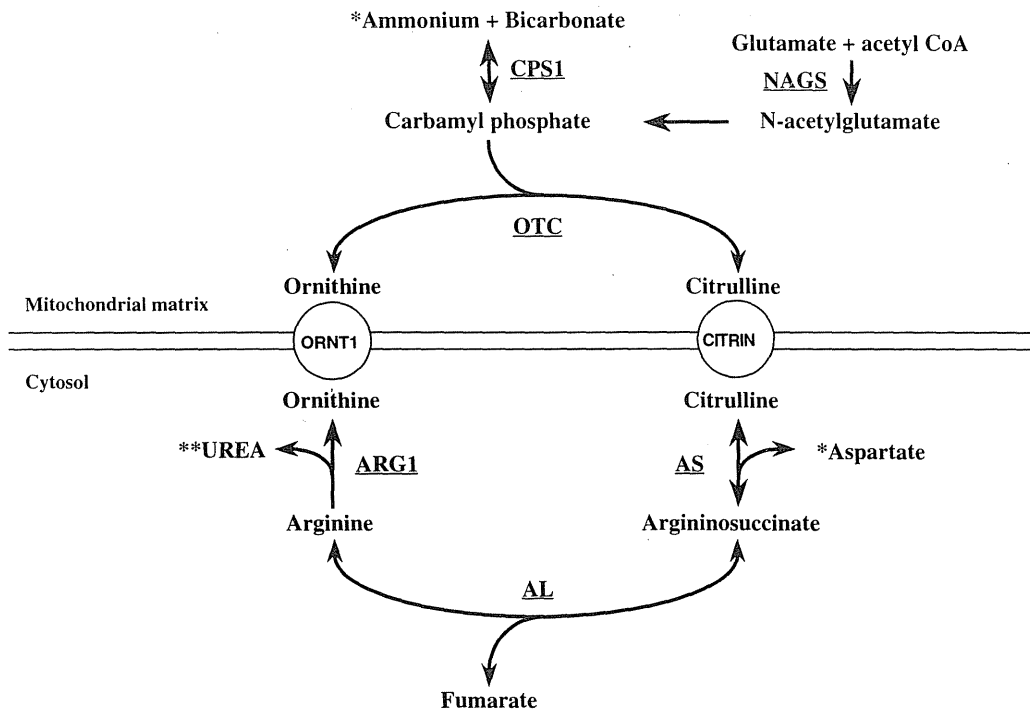 *Ammonium + Bicarbonate
Glutamate + acetyl CoA
CPS1
NAGS
Carbamyl phosphate
N-acetylglutamate
OTC
Ornithine
Citrulline
Mitochondrial matrix
ORNT1
CITRIN
Cytosol
Ornithine
Citrulline
**UREA
ARG1
AS
*Aspartate
Arginine
Argininosuccinate
AL
Fumarate